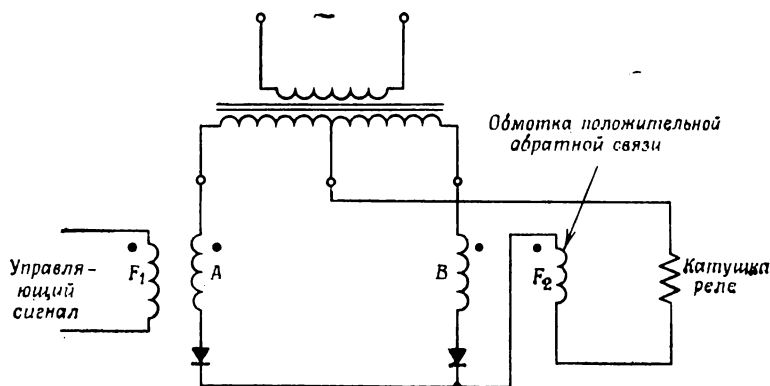 ~
Обмотка положительной
обратной связи
Управля-
ющий
сигнал
F₁
A
B
F₂
Катушка
реле